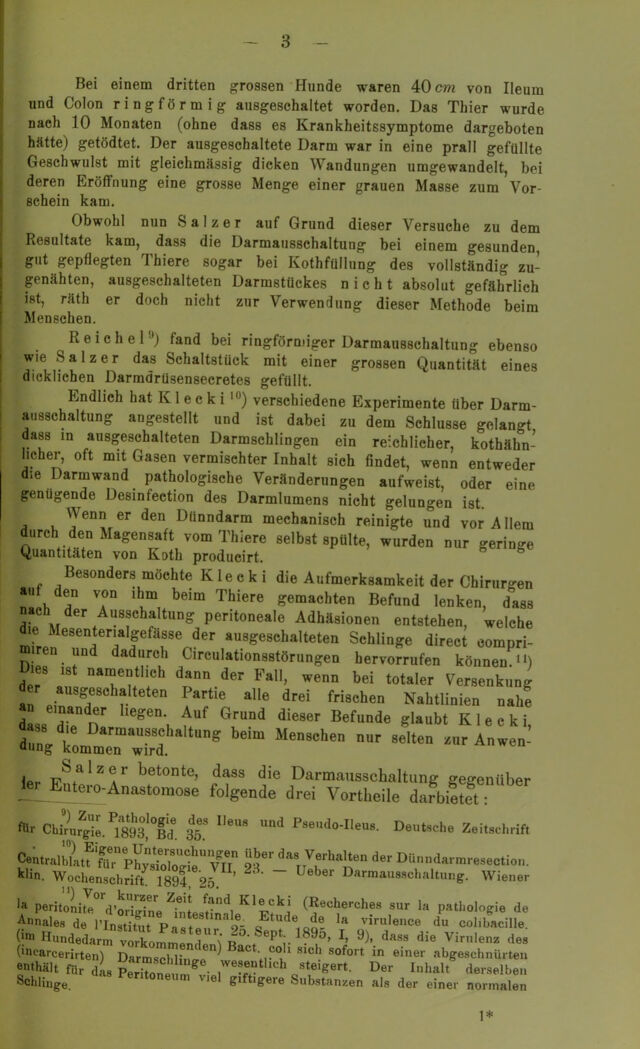 — 3 —
Bei einem dritten grossen Hunde waren 40 cm von Ileum
und Colon ringförmig ausgeschaltet worden. Das Thier wurde
nach 10 Monaten (ohne dass es Krankheitssymptome dargeboten
hätte) getödtet. Der ausgeschaltete Darm war in eine prall gefüllte
Geschwulst mit gleichmässig dicken Wandungen umgewandelt, bei
deren Eröffnung eine grosse Menge einer grauen Masse zum Vor-
schein kam.
Obwohl nun Salzer auf Grund dieser Versuche zu dem
Resultate kam, dass die Darmausschaltung bei einem gesunden,
gut gepflegten Thiere sogar bei Kothfüllung des vollständig zu-
genähten, ausgeschalteten Darmstückes nicht absolut gefährlich
ist, räth er doch nicht zur Verwendung dieser Methode beim
Menschen.
Reichel⁹) fand bei ringförmiger Darmausschaltung ebenso
wie Salzer das Schaltstück mit einer grossen Quantität eines
dicklichen Darmdrüsensecretes gefüllt.
Endlich hat Klecki¹⁰) verschiedene Experimente über Darm-
ausschaltung angestellt und ist dabei zu dem Schlusse gelangt,
dass in ausgeschalteten Darmschlingen ein reichlicher, kothähn-
licher, oft mit Gasen vermischter Inhalt sich findet, wenn entweder
die Darmwand pathologische Veränderungen aufweist, oder eine
genügende Desinfection des Darmlumens nicht gelungen ist.
Wenn er den Dünndarm mechanisch reinigte und vor Allem
durch den Magensaft vom Thiere selbst spülte, wurden nur geringe
Quantitäten von Koth producirt.
Besonders möchte Klecki die Aufmerksamkeit der Chirurgen
auf den von ihm beim Thiere gemachten Befund lenken, dass
nach der Ausschaltung peritoneale Adhäsionen entstehen, welche
die Mesenterialgefässe der ausgeschalteten Schlinge direct compri-
miren und dadurch Circulationsstörungen hervorrufen können.¹¹)
Dies ist namentlich dann der Fall, wenn bei totaler Versenkung
der ausgeschalteten Partie alle drei frischen Nahtlinien nahe
an einander liegen. Auf Grund dieser Befunde glaubt Klecki,
dass die Darmausschaltung beim Menschen nur selten zur Anwen-
dung kommen wird.
Salzer betonte, dass die Darmausschaltung gegenüber
der Entero-Anastomose folgende drei Vortheile darbietet:
⁹) Zur Pathologie des Ileus und Pseudo-Ileus. Deutsche Zeitschrift
für Chirurgie. 1893, Bd. 35.
¹⁰) Eigene Untersuchungen über das Verhalten der Dünndarmresection.
Centralblatt für Physiologie. VII, 23. — Ueber Darmausschaltung. Wiener
klin. Wochenschrift. 1894, 25.
¹¹) Vor kurzer Zeit fand Klecki (Recherches sur la pathologie de
la peritonite d'origine intestinale. Etude de la virulence du colibacille.
Annales de l'Institut Pasteur. 25. Sept. 1895, I, 9), dass die Virulenz des
(im Hundedarm vorkommenden) Bact. coli sich sofort in einer abgeschnürten
(incarcerirten) Darmschlinge wesentlich steigert. Der Inhalt derselben
enthält für das Peritoneum viel giftigere Substanzen als der einer normalen
Schlinge.
1*